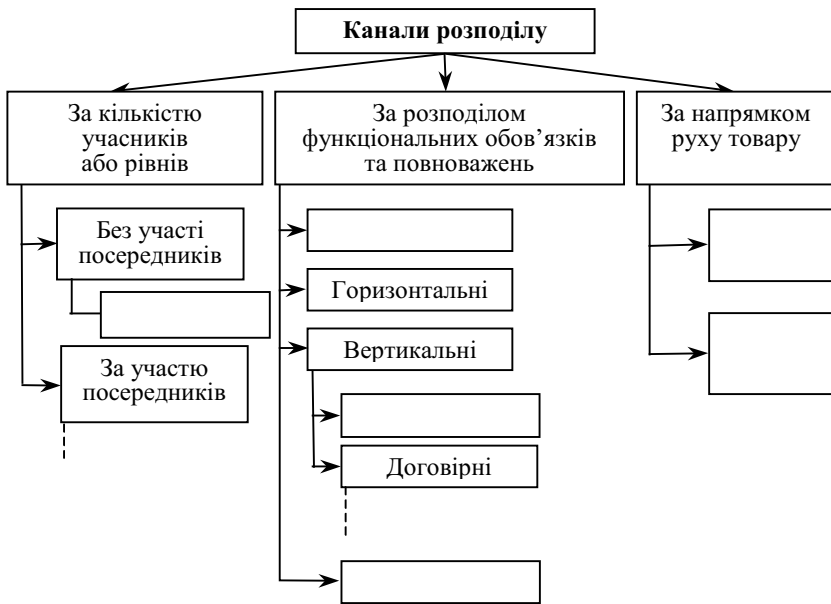 Канали розподілу
За кількістю
учасників
або рівнів
За розподілом
функціональних обов’язків
та повноважень
За напрямком
руху товару
Без участі
посередників
Горизонтальні
Вертикальні
За участю
посередників
Договірні